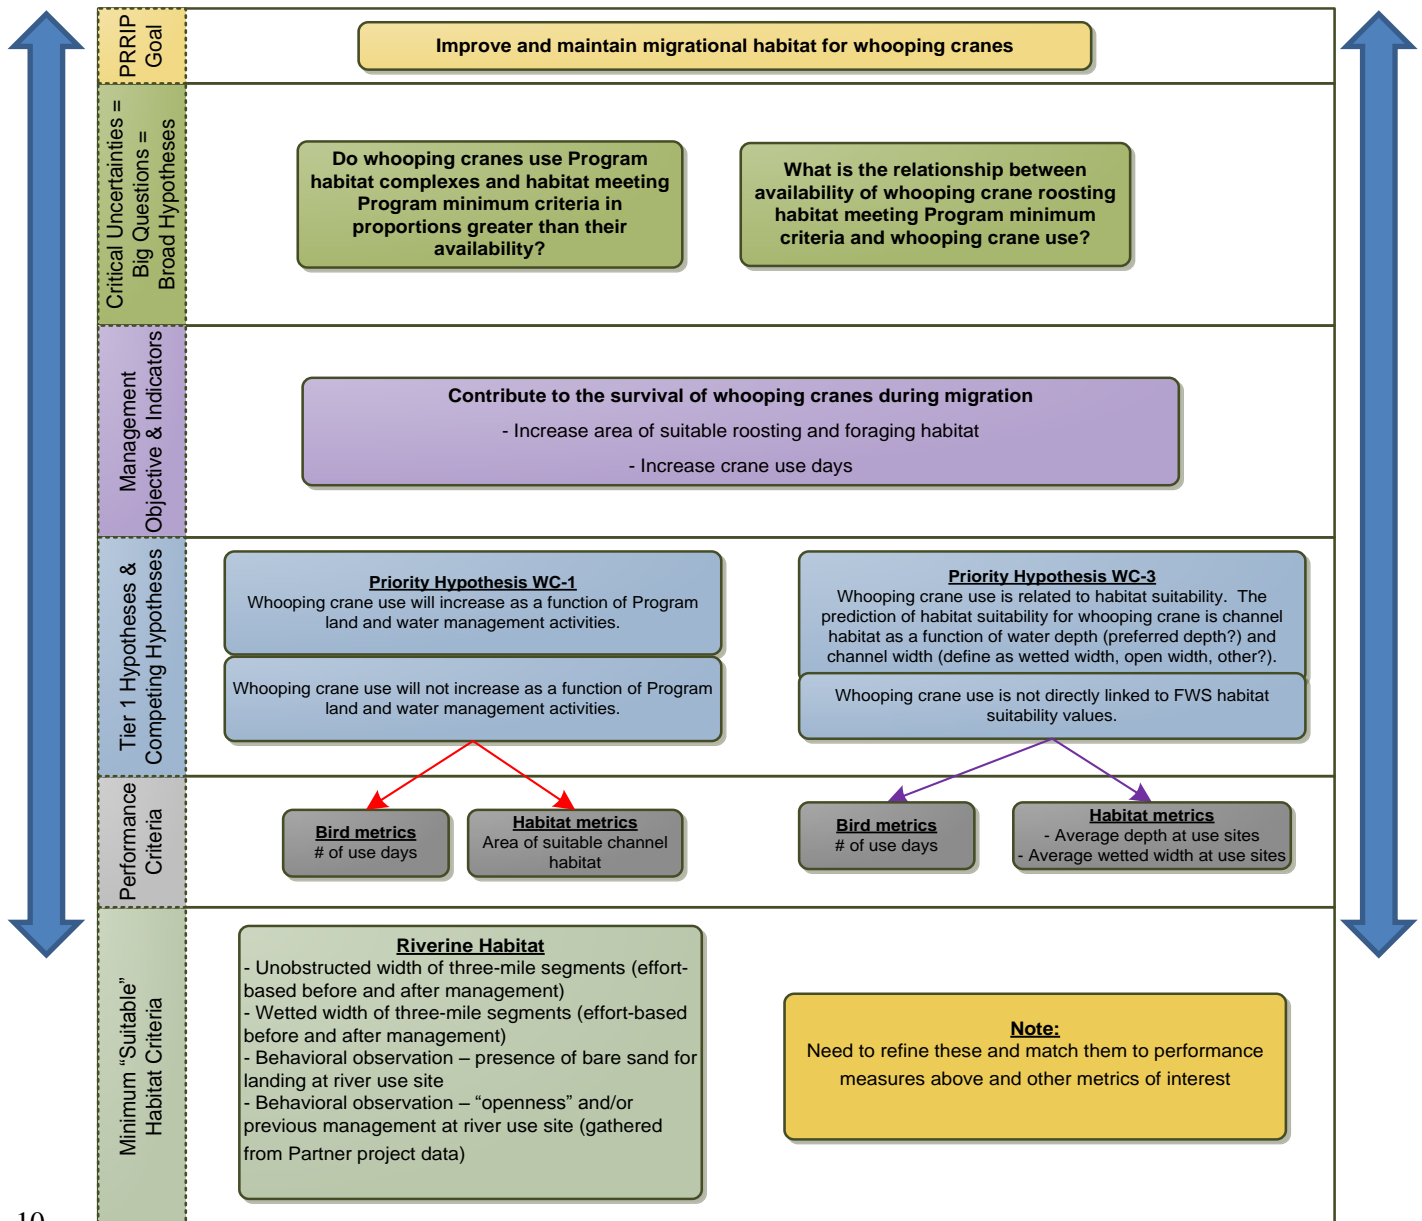 PRRIP
Goal
Improve and maintain migrational habitat for whooping cranes
Critical Uncertainties =
Big Questions =
Broad Hypotheses
Do whooping cranes use Program
habitat complexes and habitat meeting
Program minimum criteria in
proportions greater than their
availability?
What is the relationship between
availability of whooping crane roosting
habitat meeting Program minimum
criteria and whooping crane use?
Management
Objective & Indicators
Contribute to the survival of whooping cranes during migration
- Increase area of suitable roosting and foraging habitat
- Increase crane use days
Tier 1 Hypotheses &
Competing Hypotheses
Priority Hypothesis WC-1
Whooping crane use will increase as a function of Program
land and water management activities.
Whooping crane use will not increase as a function of Program
land and water management activities.
Priority Hypothesis WC-3
Whooping crane use is related to habitat suitability.  The
prediction of habitat suitability for whooping crane is channel
habitat as a function of water depth (preferred depth?) and
channel width (define as wetted width, open width, other?).
Whooping crane use is not directly linked to FWS habitat
suitability values.
Performance
Criteria
Bird metrics
# of use days
Habitat metrics
Area of suitable channel
habitat
Bird metrics
# of use days
Habitat metrics
- Average depth at use sites
- Average wetted width at use sites
Minimum “Suitable”
Habitat Criteria
Riverine Habitat
- Unobstructed width of three-mile segments (effort-
based before and after management)
- Wetted width of three-mile segments (effort-based
before and after management)
- Behavioral observation – presence of bare sand for
landing at river use site
- Behavioral observation – “openness” and/or
previous management at river use site (gathered
from Partner project data)
Note:
Need to refine these and match them to performance
measures above and other metrics of interest
10